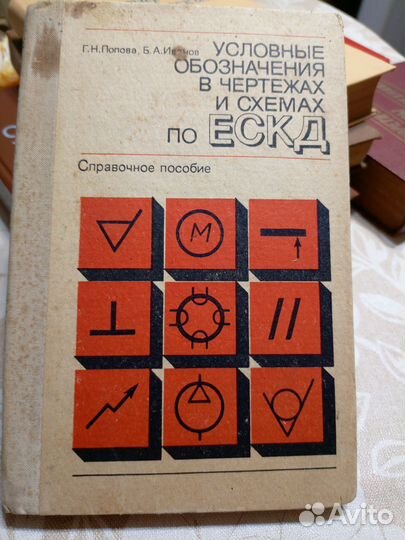 Г.Н.Попова, Б.А.Иванов
УСЛОВНЫЕ
ОБОЗНАЧЕНИЯ
В ЧЕРТЕЖАХ
И СХЕМАХ
ПО ЕСКД
Справочное пособие
М
Avito